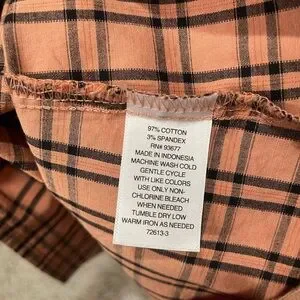 97% COTTON
3% SPANDEX
RN# 93677
MADE IN INDONESIA
MACHINE WASH COLD
GENTLE CYCLE
WITH LIKE COLORS
USE ONLY NON-
CHLORINE BLEACH
WHEN NEEDED
TUMBLE DRY LOW
WARM IRON AS NEEDED
72613-3